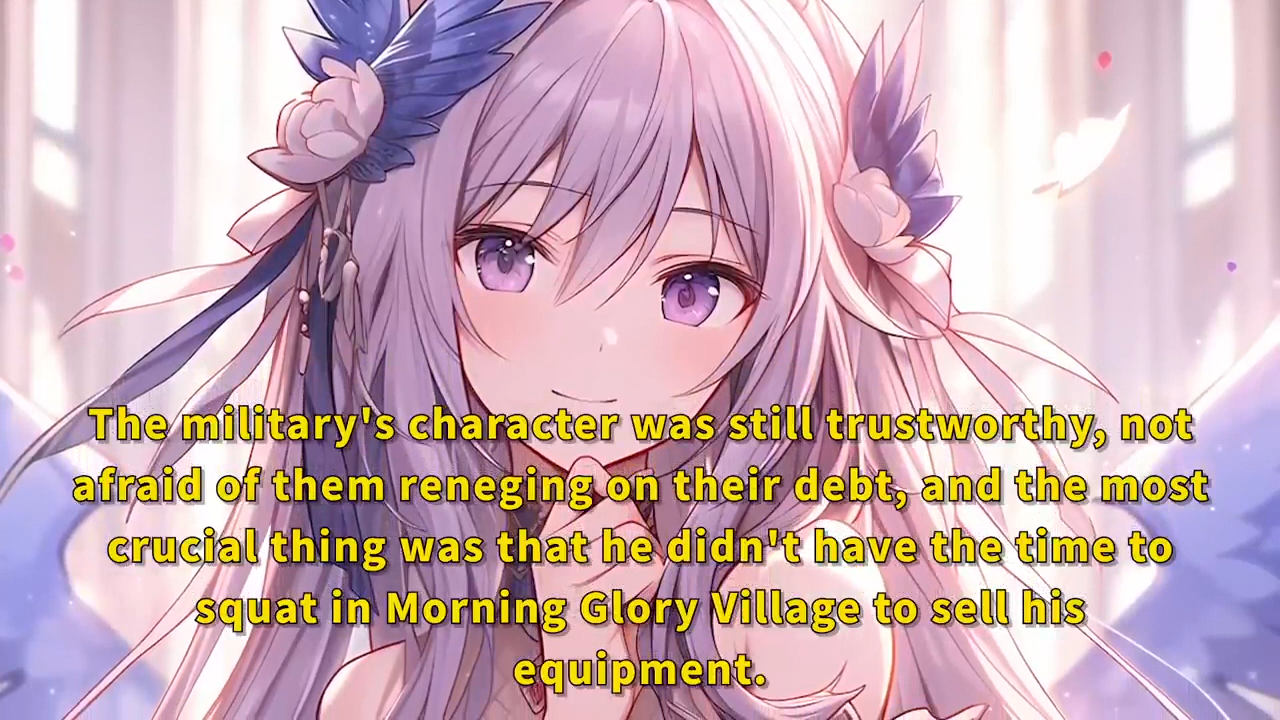 The military's character was still trustworthy, not
afraid of them reneging on their debt, and the most
crucial thing was that he didn't have the time to
squat in Morning Glory Village to sell his
equipment.